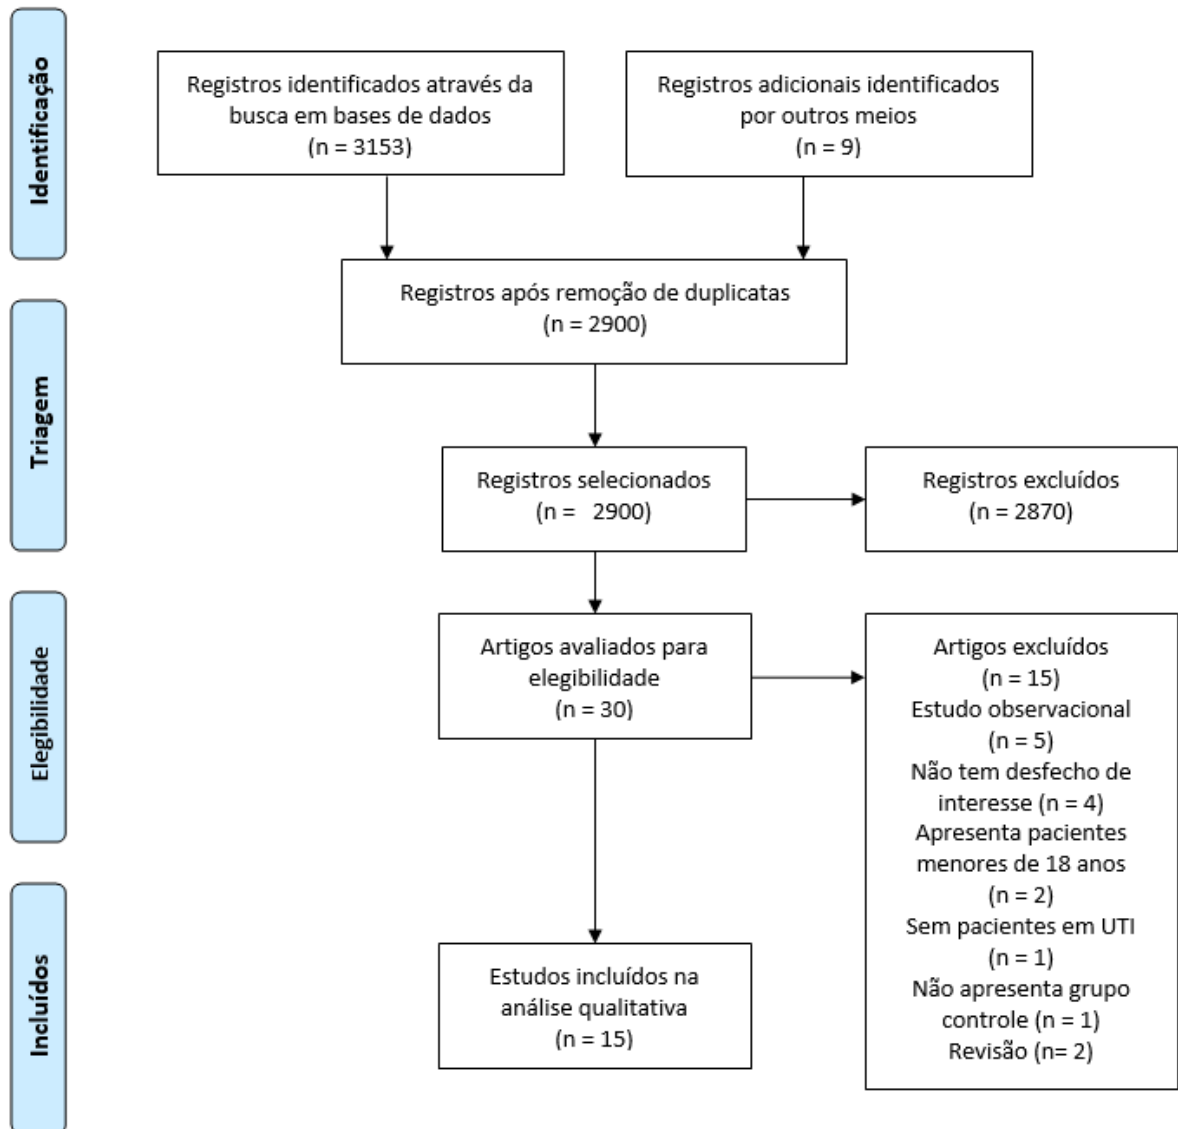 Identificação
Registros identificados através da
busca em bases de dados
(n = 3153)
Registros adicionais identificados
por outros meios
(n = 9)
Registros após remoção de duplicatas
(n = 2900)
Triagem
Registros selecionados
(n =   2900)
Registros excluídos
(n = 2870)
Elegibilidade
Artigos avaliados para
elegibilidade
(n = 30)
Artigos excluídos
(n = 15)
Estudo observacional
(n = 5)
Não tem desfecho de
interesse (n = 4)
Apresenta pacientes
menores de 18 anos
(n = 2)
Sem pacientes em UTI
(n = 1)
Não apresenta grupo
controle (n = 1)
Revisão (n= 2)
Incluídos
Estudos incluídos na
análise qualitativa
(n = 15)